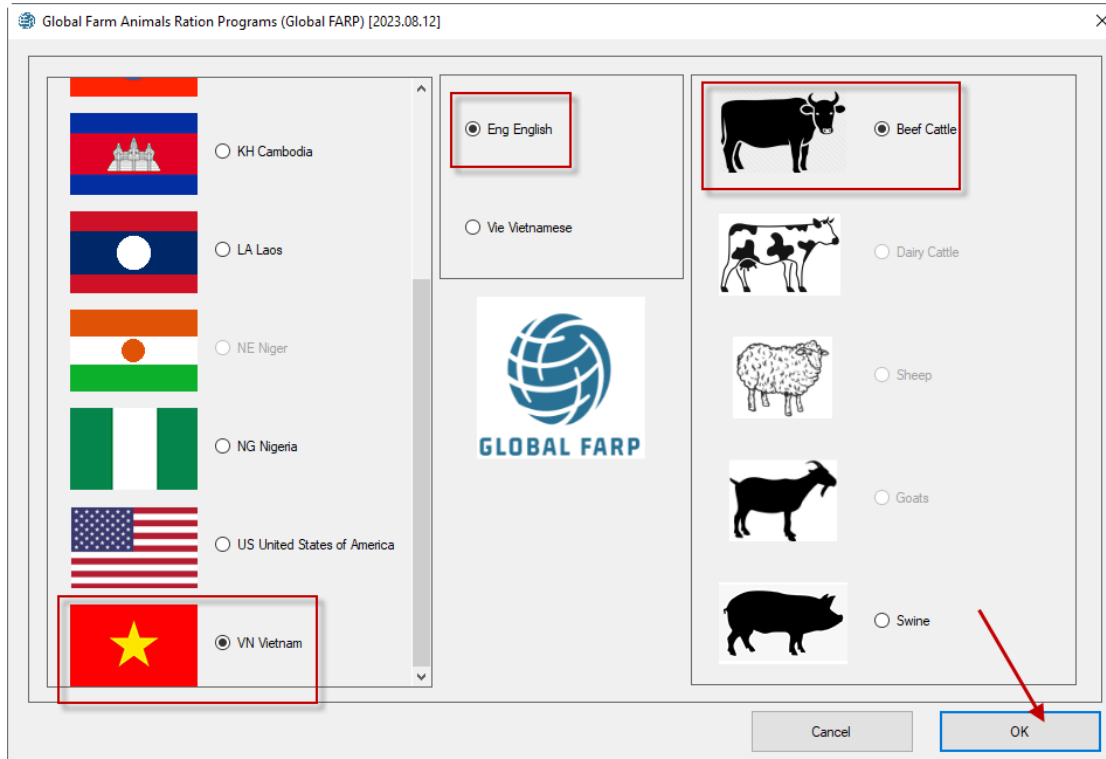 Global Farm Animals Ration Programs (Global FARP) [2023.08.12]
KH Cambodia
LA Laos
NE Niger
NG Nigeria
US United States of America
VN Vietnam
Eng English
Vie Vietnamese
GLOBAL FARP
Beef Cattle
Dairy Cattle
Sheep
Goats
Swine
Cancel
OK